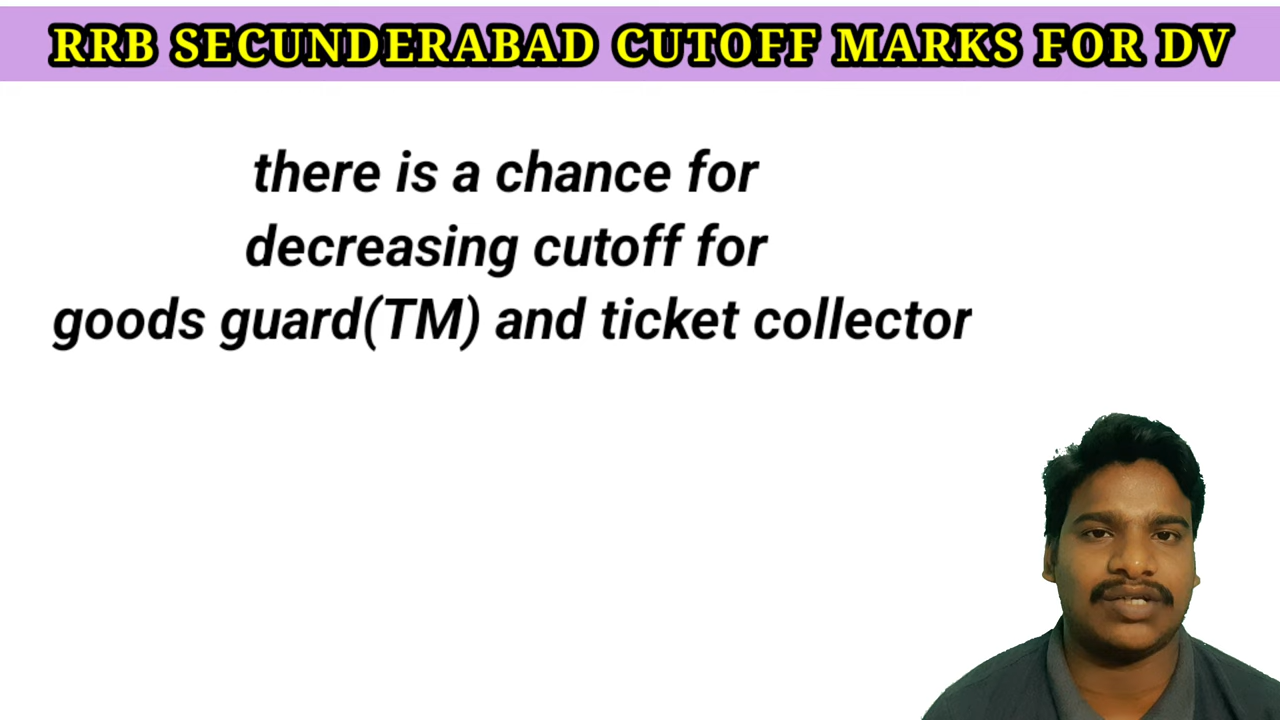 RRB SECUNDERABAD CUTOFF MARKS FOR DV
there is a chance for
decreasing cutoff for
goods guard(TM) and ticket collector